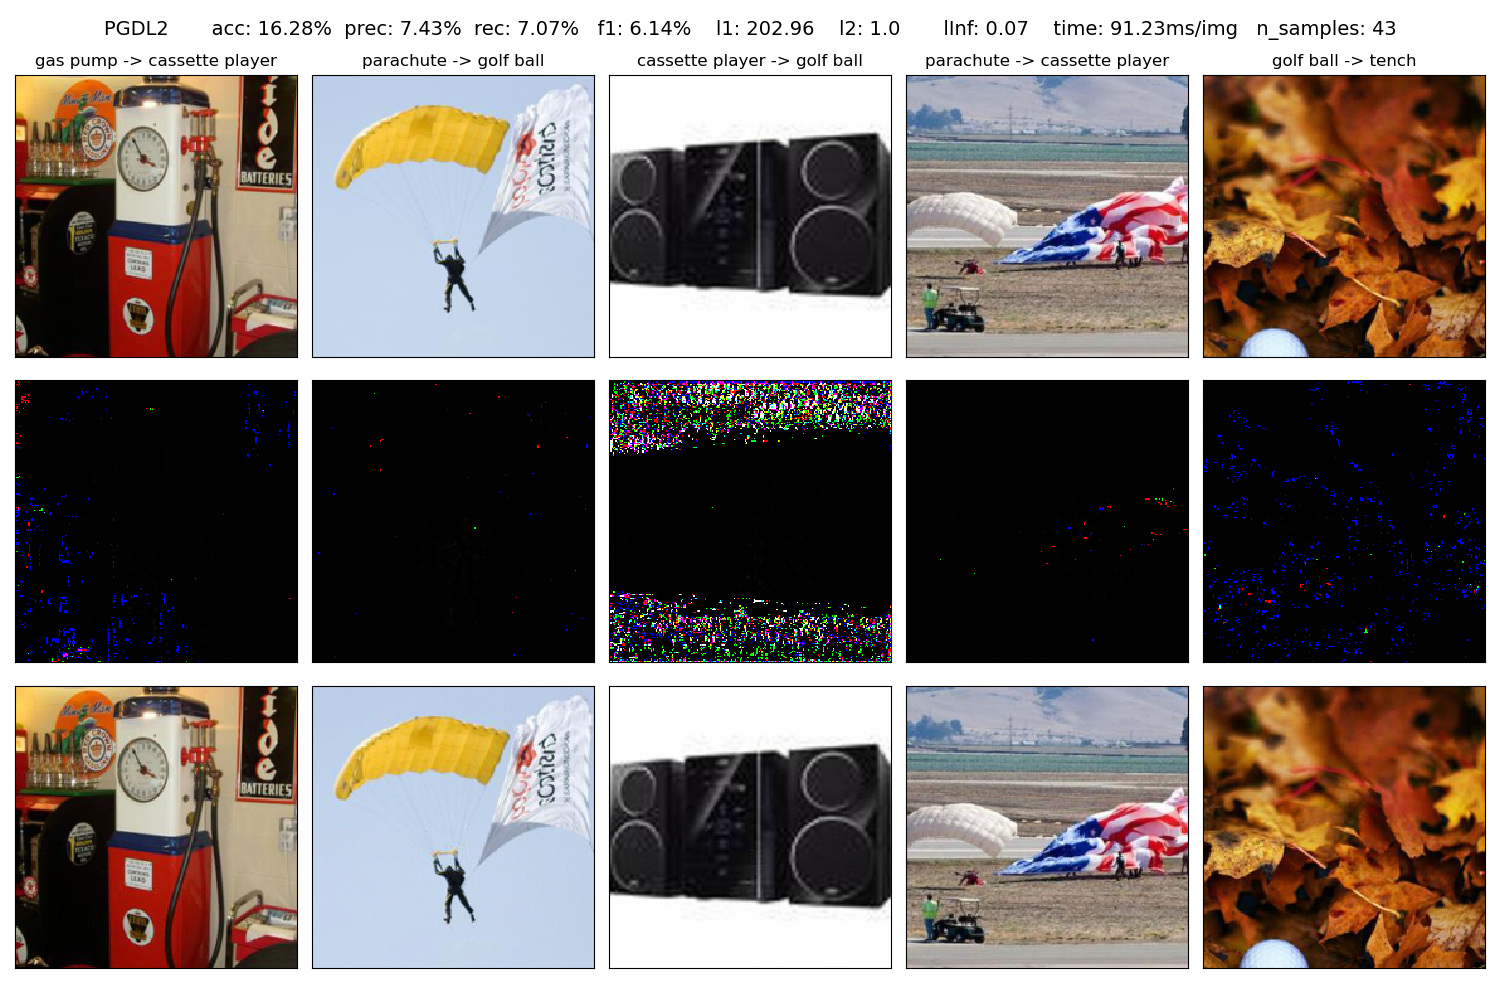 PGDL2 acc: 16.28% prec: 7.43% rec: 7.07% f1: 6.14% l1: 202.96 l2: 1.0 lInf: 0.07 time: 91.23ms/img n_samples: 43
gas pump -> cassette player
parachute -> golf ball
cassette player -> golf ball
parachute -> cassette player
golf ball -> tench
BATTERIES
LEAD
BATTERIES
LEAD